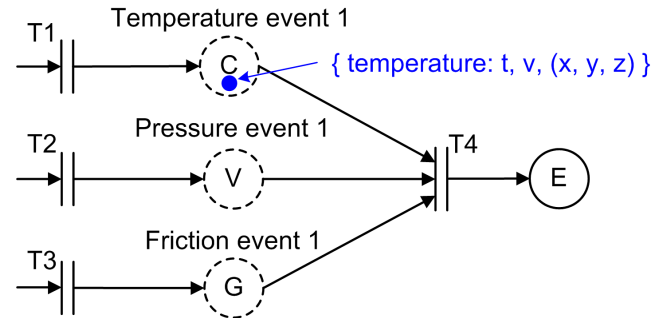 Temperature event 1
T1
C
{ temperature: t, v, (x, y, z) }
Pressure event 1
T2
V
T4
E
Friction event 1
T3
G